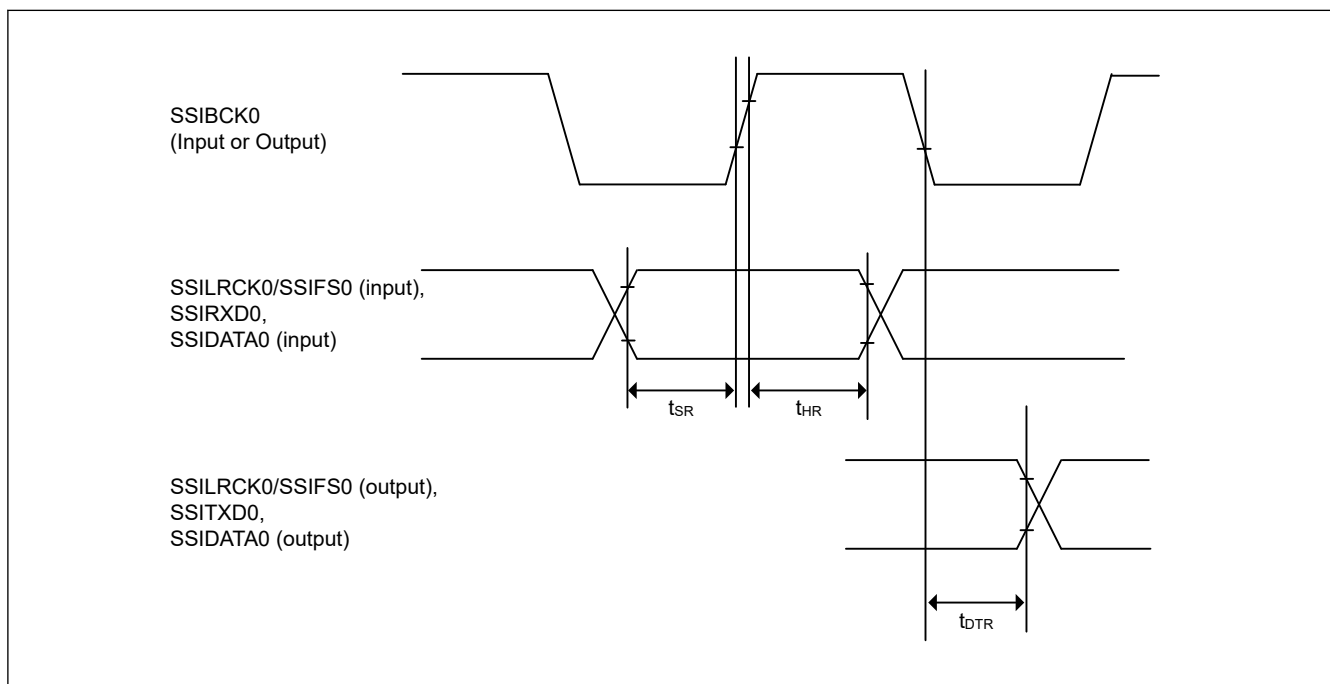 SSIBCK0
(Input or Output)
SSILRCK0/SSIFS0 (input),
SSIRXD0,
SSIDATA0 (input)
tSR
tHR
SSILRCK0/SSIFS0 (output),
SSITXD0,
SSIDATA0 (output)
tDTR